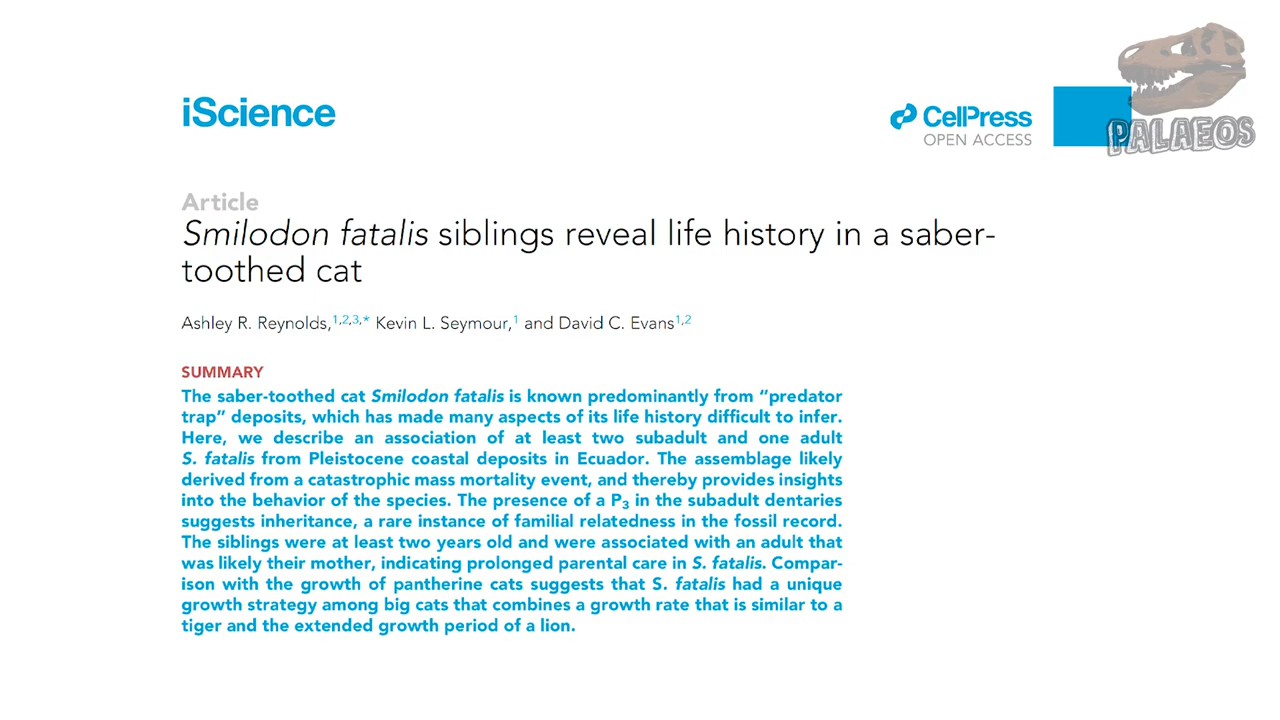 iScience
CellPress
OPEN ACCESS
PALAEOS
Article
Smilodon fatalis siblings reveal life history in a saber-
toothed cat
Ashley R. Reynolds,1,2,3,* Kevin L. Seymour,1 and David C. Evans1,2
SUMMARY
The saber-toothed cat Smilodon fatalis is known predominantly from “predator
trap” deposits, which has made many aspects of its life history difficult to infer.
Here, we describe an association of at least two subadult and one adult
S. fatalis from Pleistocene coastal deposits in Ecuador. The assemblage likely
derived from a catastrophic mass mortality event, and thereby provides insights
into the behavior of the species. The presence of a P3 in the subadult dentaries
suggests inheritance, a rare instance of familial relatedness in the fossil record.
The siblings were at least two years old and were associated with an adult that
was likely their mother, indicating prolonged parental care in S. fatalis. Compar-
ison with the growth of pantherine cats suggests that S. fatalis had a unique
growth strategy among big cats that combines a growth rate that is similar to a
tiger and the extended growth period of a lion.